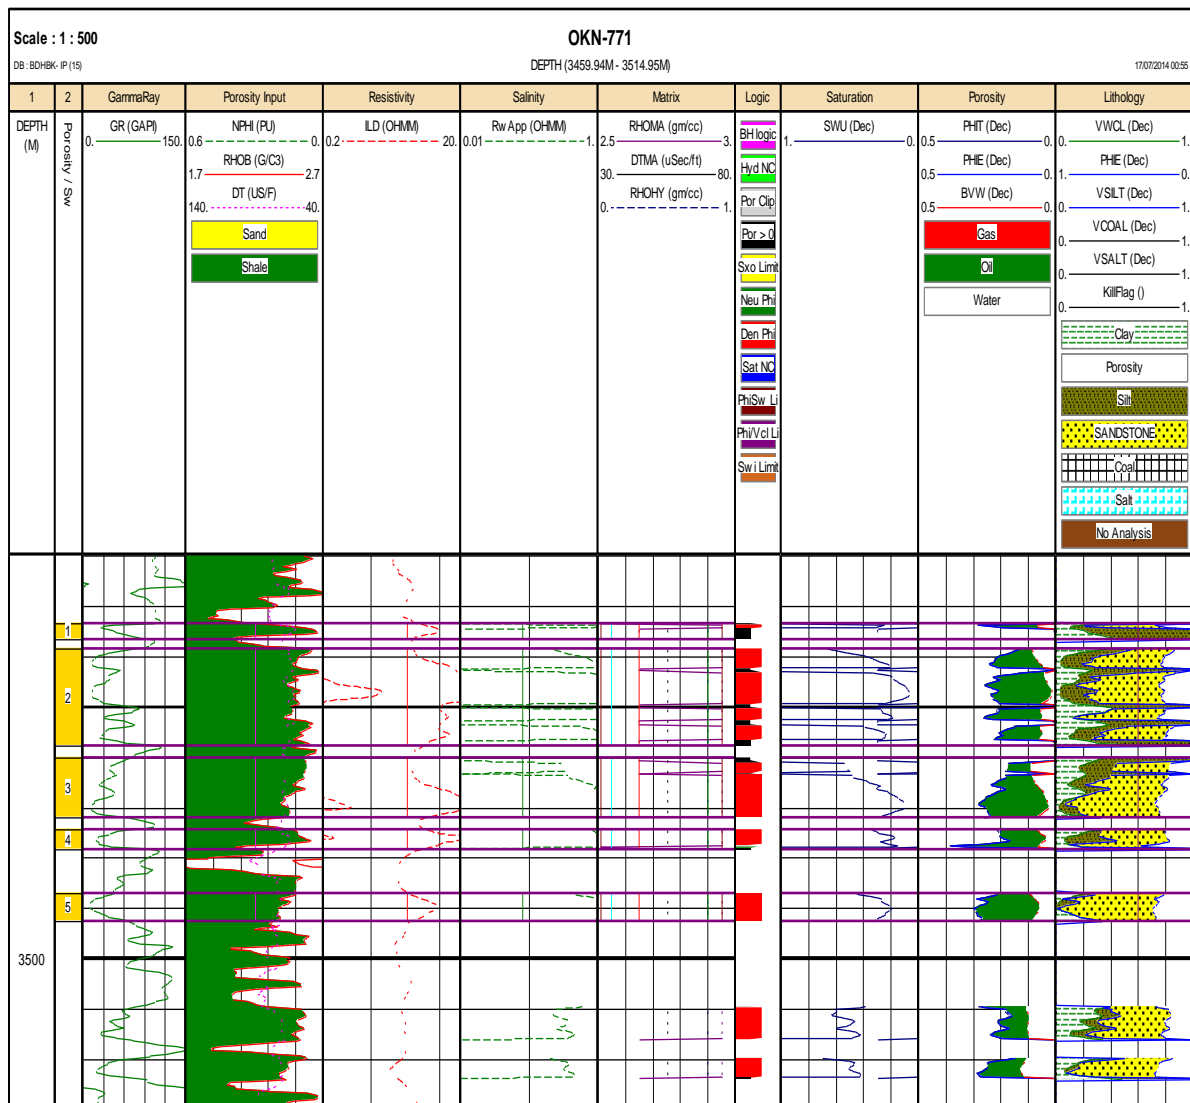 Scale : 1 : 500
OKN-771
DB : BDHBK- IP (15)
DEPTH (3459.94M - 3514.95M)
17/07/2014 00:55
1 2 GammaRay Porosity Input Resistivity Salinity Matrix Logic Saturation Porosity Lithology
DEPTH (M)
Porosity / Sw
GR (GAPI)
0. 150.
NPHI (PU)
0.6 0.
RHOB (G/C3)
1.7 2.7
DT (US/F)
140. 40.
Sand
Shale
ILD (OHMM)
0.2 20.
Rw App (OHMM)
0.01 1.
RHOMA (gm/cc)
2.5 3.
DTMA (uSec/ft)
30. 80.
RHOHY (gm/cc)
0. 1.
BH logic
Hyd NC
Por Clip
Por > 0
Sxo Limit
Neu Phi
Den Phi
Sat NC
PhiSw Li
Phi/Vcl Li
Sw i Limit
SWU (Dec)
1. 0.
PHIT (Dec)
0.5 0.
PHIE (Dec)
0.5 0.
BVW (Dec)
0.5 0.
Gas
Oil
Water
VWCL (Dec)
0. 1.
PHIE (Dec)
1. 0.
VSILT (Dec)
0. 1.
VCOAL (Dec)
0. 1.
VSALT (Dec)
0. 1.
KillFlag ()
0. 1.
Clay
Porosity
Silt
SANDSTONE
Coal
Salt
No Analysis
1
2
3
4
5
3500